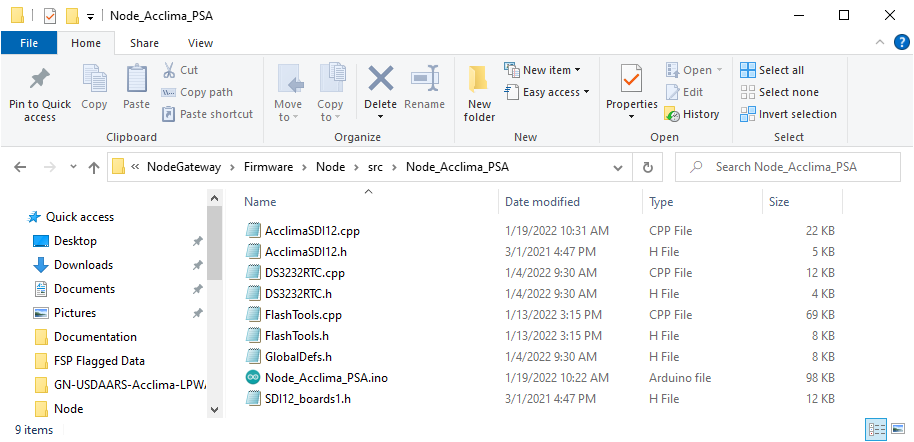 Node_Acclima_PSA
File Home Share View
Pin to Quick access
Copy
Paste
Cut
Copy path
Paste shortcut
Clipboard
Move to
Copy to
Delete
Rename
Organize
New folder
New item
Easy access
New
Properties
Open
Edit
History
Open
Select all
Select none
Invert selection
Select
« NodeGateway > Firmware > Node > src > Node_Acclima_PSA
Search Node_Acclima_PSA
Quick access
Desktop
Downloads
Documents
Pictures
Documentation
FSP Flagged Data
GN-USDAARS-Acclima-LPWA
Node
Name Date modified Type Size
AcclimaSDI12.cpp 1/19/2022 10:31 AM CPP File 22 KB
AcclimaSDI12.h 3/1/2021 4:47 PM H File 5 KB
DS3232RTC.cpp 1/4/2022 9:30 AM CPP File 12 KB
DS3232RTC.h 1/4/2022 9:30 AM H File 4 KB
FlashTools.cpp 1/13/2022 3:15 PM CPP File 69 KB
FlashTools.h 1/13/2022 3:15 PM H File 8 KB
GlobalDefs.h 1/4/2022 9:30 AM H File 8 KB
Node_Acclima_PSA.ino 1/19/2022 10:22 AM Arduino file 98 KB
SDI12_boards1.h 3/1/2021 4:47 PM H File 12 KB
9 items